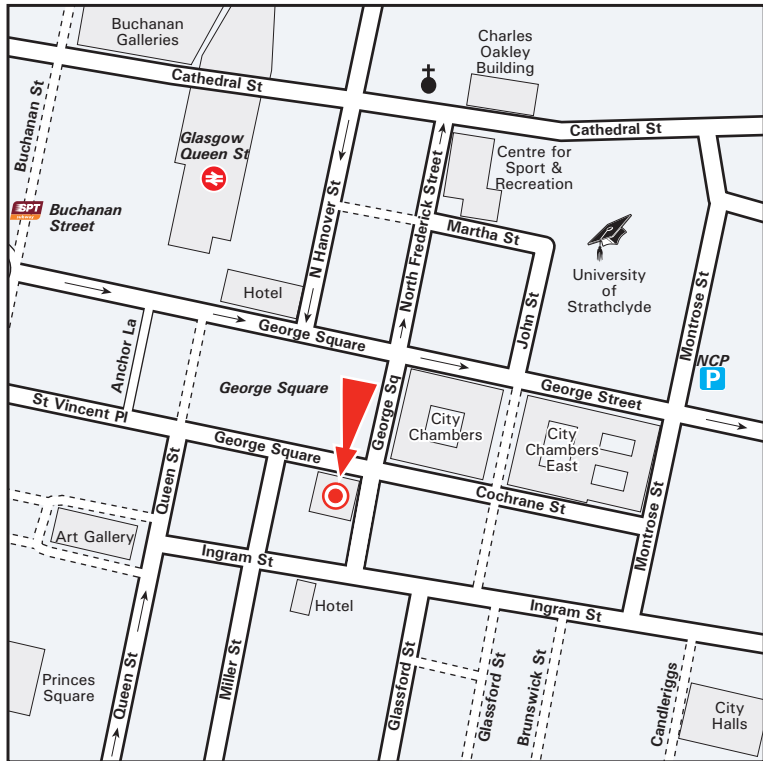 Buchanan
Galleries
Charles
Oakley
Building
Cathedral St
Cathedral St
Buchanan St
Glasgow
Queen St
Centre for
Sport &
Recreation
SPT
Buchanan
Street
N Hanover St
North Frederick Street
Martha St
University
of
Strathclyde
John St
Montrose St
Hotel
George Square
Anchor La
NCP
P
George Square
George Sq
George Street
St Vincent Pl
George Square
City
Chambers
City
Chambers
East
Queen St
Cochrane St
Montrose St
Art Gallery
Ingram St
Hotel
Ingram St
Princes
Square
Queen St
Miller St
Glassford St
Glassford St
Brunswick St
Candleriggs
City
Halls